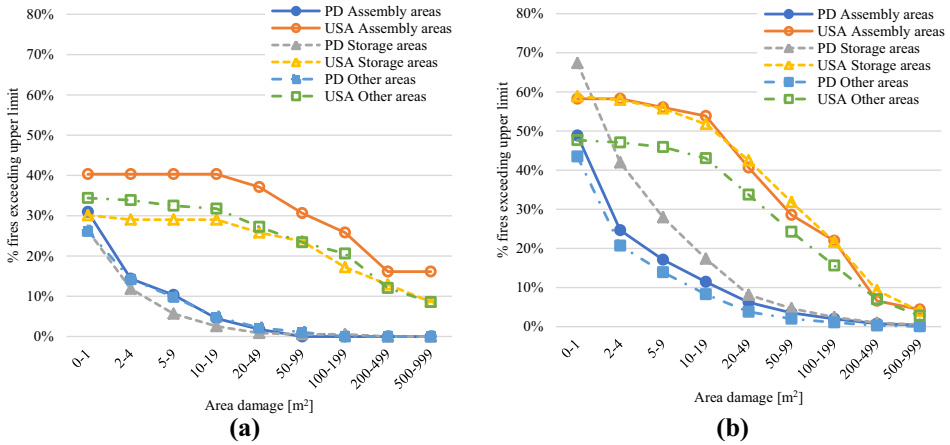 80%
70%
60%
50%
40%
30%
20%
10%
0%
% fires exceeding upper limit
PD Assembly areas
USA Assembly areas
PD Storage areas
USA Storage areas
PD Other areas
USA Other areas
0-1
2-4
5-9
10-19
20-49
50-99
100-199
200-499
500-999
Area damage [m²]
(a)
80%
70%
60%
50%
40%
30%
20%
10%
0%
% fires exceeding upper limit
PD Assembly areas
USA Assembly areas
PD Storage areas
USA Storage areas
PD Other areas
USA Other areas
0-1
2-4
5-9
10-19
20-49
50-99
100-199
200-499
500-999
Area damage [m²]
(b)